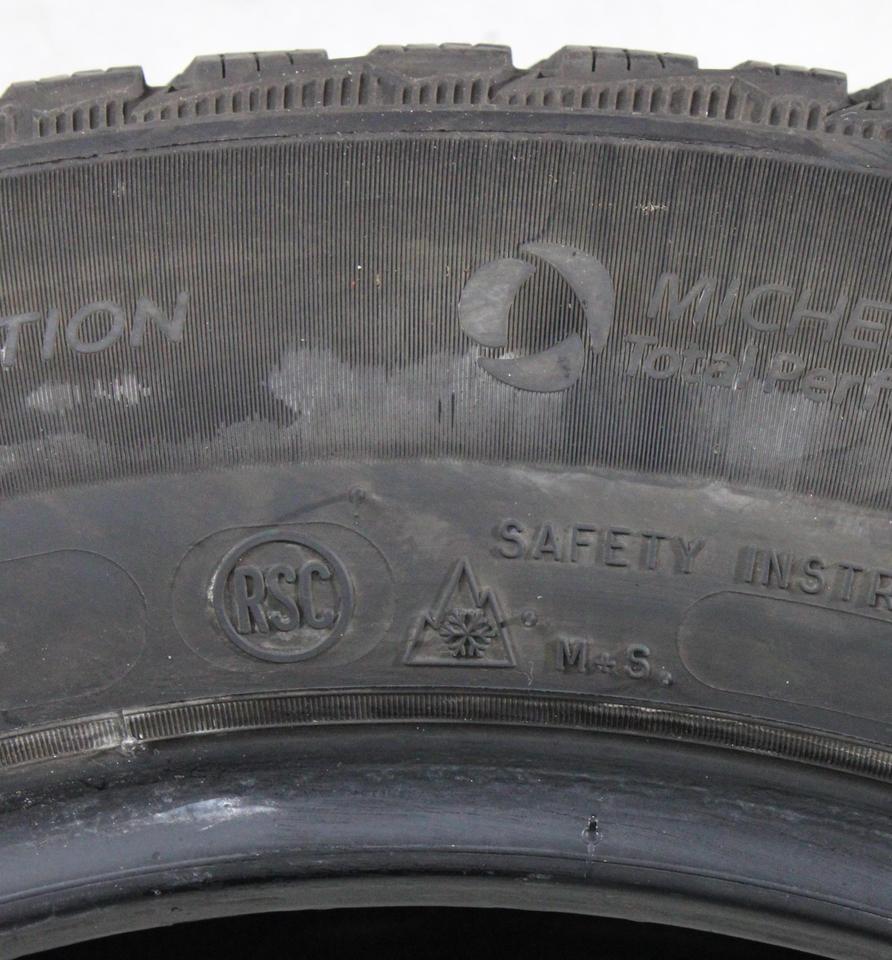 TION
MICHE
Total Perf
RSC
SAFETY INSTR
M+S.